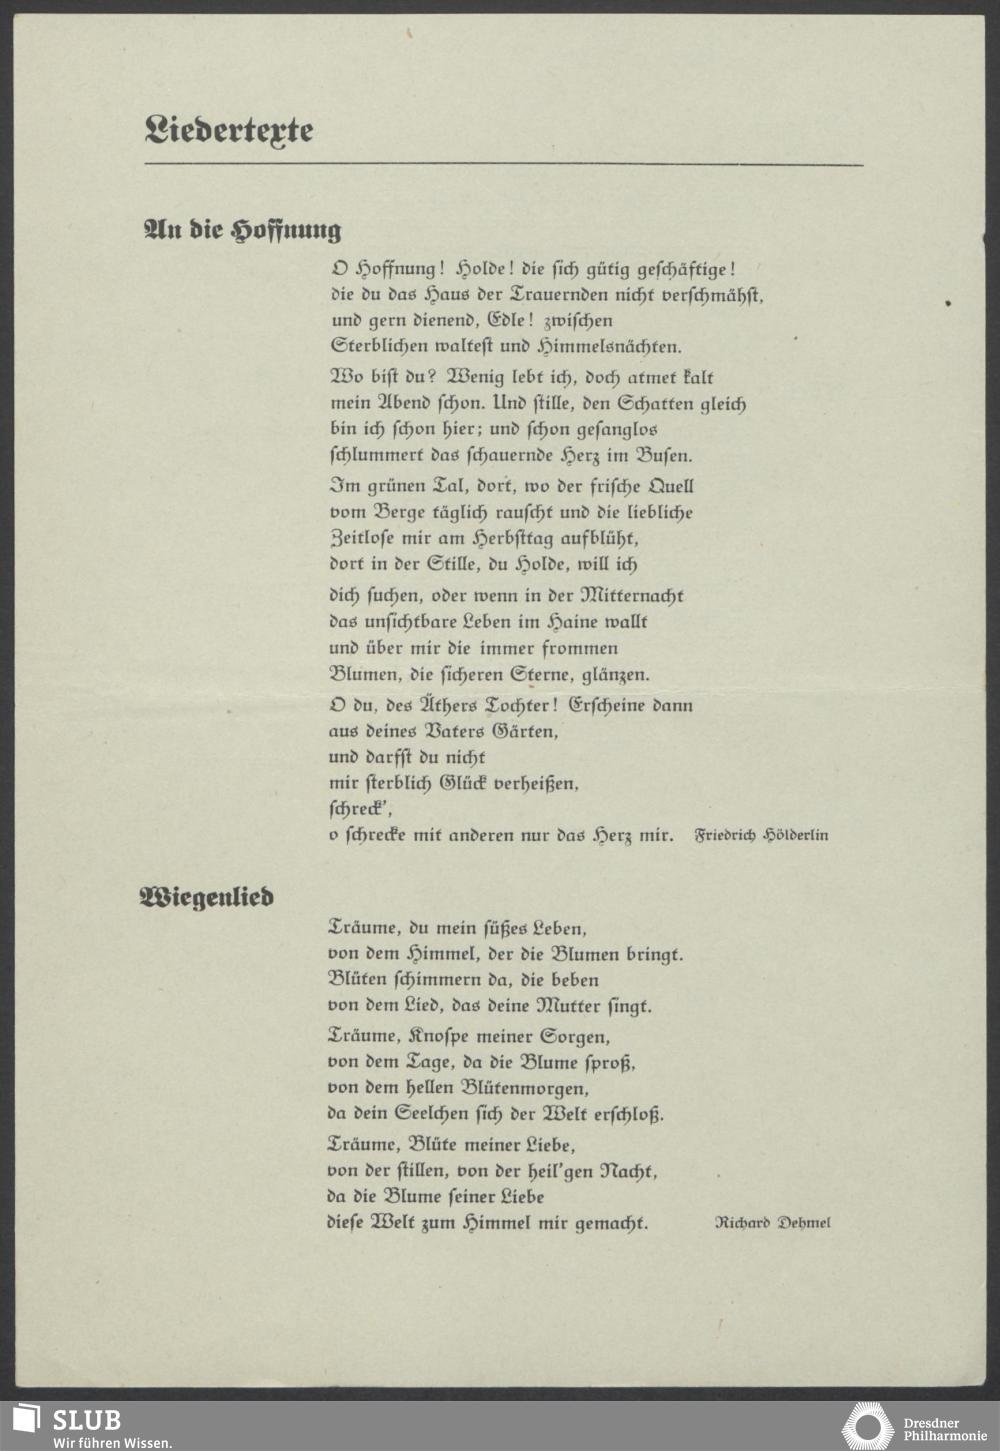 Liedertexte
An die Hoffnung
O Hoffnung! Holde! die sich gütig geschäftige!
die du das Haus der Trauernden nicht verschmähst,
und gern dienend, Edle! zwischen
Sterblichen waltest und Himmelsnächten.
Wo bist du? Wenig lebt ich, doch atmet kalt
mein Abend schon. Und stille, den Schatten gleich
bin ich schon hier; und schon gesanglos
schlummert das schauernde Herz im Busen.
Im grünen Tal, dort, wo der frische Quell
vom Berge täglich rauscht und die liebliche
Zeitlose mir am Herbsttag aufblüht,
dort in der Stille, du Holde, will ich
dich suchen, oder wenn in der Mitternacht
das unsichtbare Leben im Haine wallt
und über mir die immer frommen
Blumen, die sicheren Sterne, glänzen.
O du, des Äthers Tochter! Erscheine dann
aus deines Vaters Gärten,
und darfst du nicht
mir sterblich Glück verheißen,
schreck',
o schrecke mit anderen nur das Herz mir. Friedrich Hölderlin
Wiegenlied
Träume, du mein süßes Leben,
von dem Himmel, der die Blumen bringt.
Blüten schimmern da, die beben
von dem Lied, das deine Mutter singt.
Träume, Knospe meiner Sorgen,
von dem Tage, da die Blume sproß,
von dem hellen Blütenmorgen,
da dein Seelchen sich der Welt erschloß.
Träume, Blüte meiner Liebe,
von der stillen, von der heil'gen Nacht,
da die Blume seiner Liebe
diese Welt zum Himmel mir gemacht. Richard Dehmel
SLUB
Wir führen Wissen.
Dresdner
Philharmonie